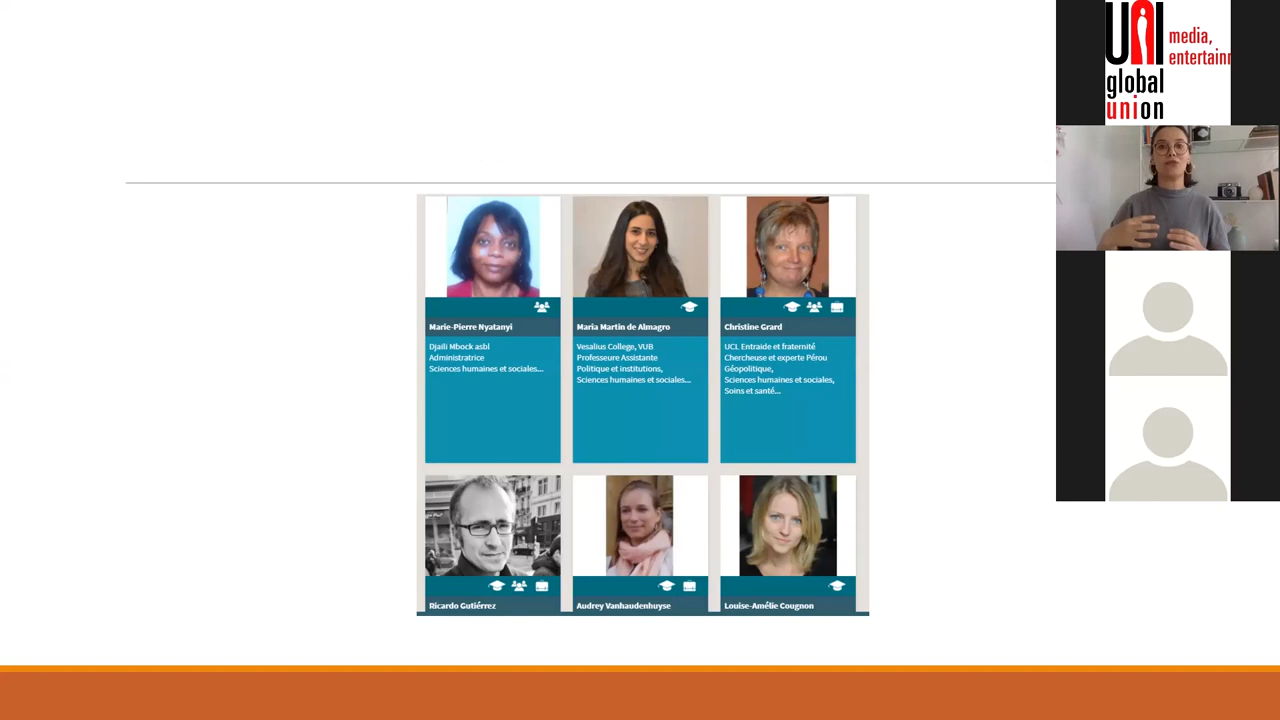 UNI
media,
entertainn
global
union
Marie-Pierre Nyatanyi
Djaili Mbock asbl
Administratrice
Sciences humaines et sociales...
Maria Martin de Almagro
Vesalius College, VUB
Professeure Assistante
Politique et institutions,
Sciences humaines et sociales...
Christine Grard
UCL Entraide et fraternité
Chercheuse et experte Pérou
Géopolitique,
Sciences humaines et sociales,
Soins et santé...
Ricardo Gutiérrez
Audrey Vanhaudenhuyse
Louise-Amélie Cougnon